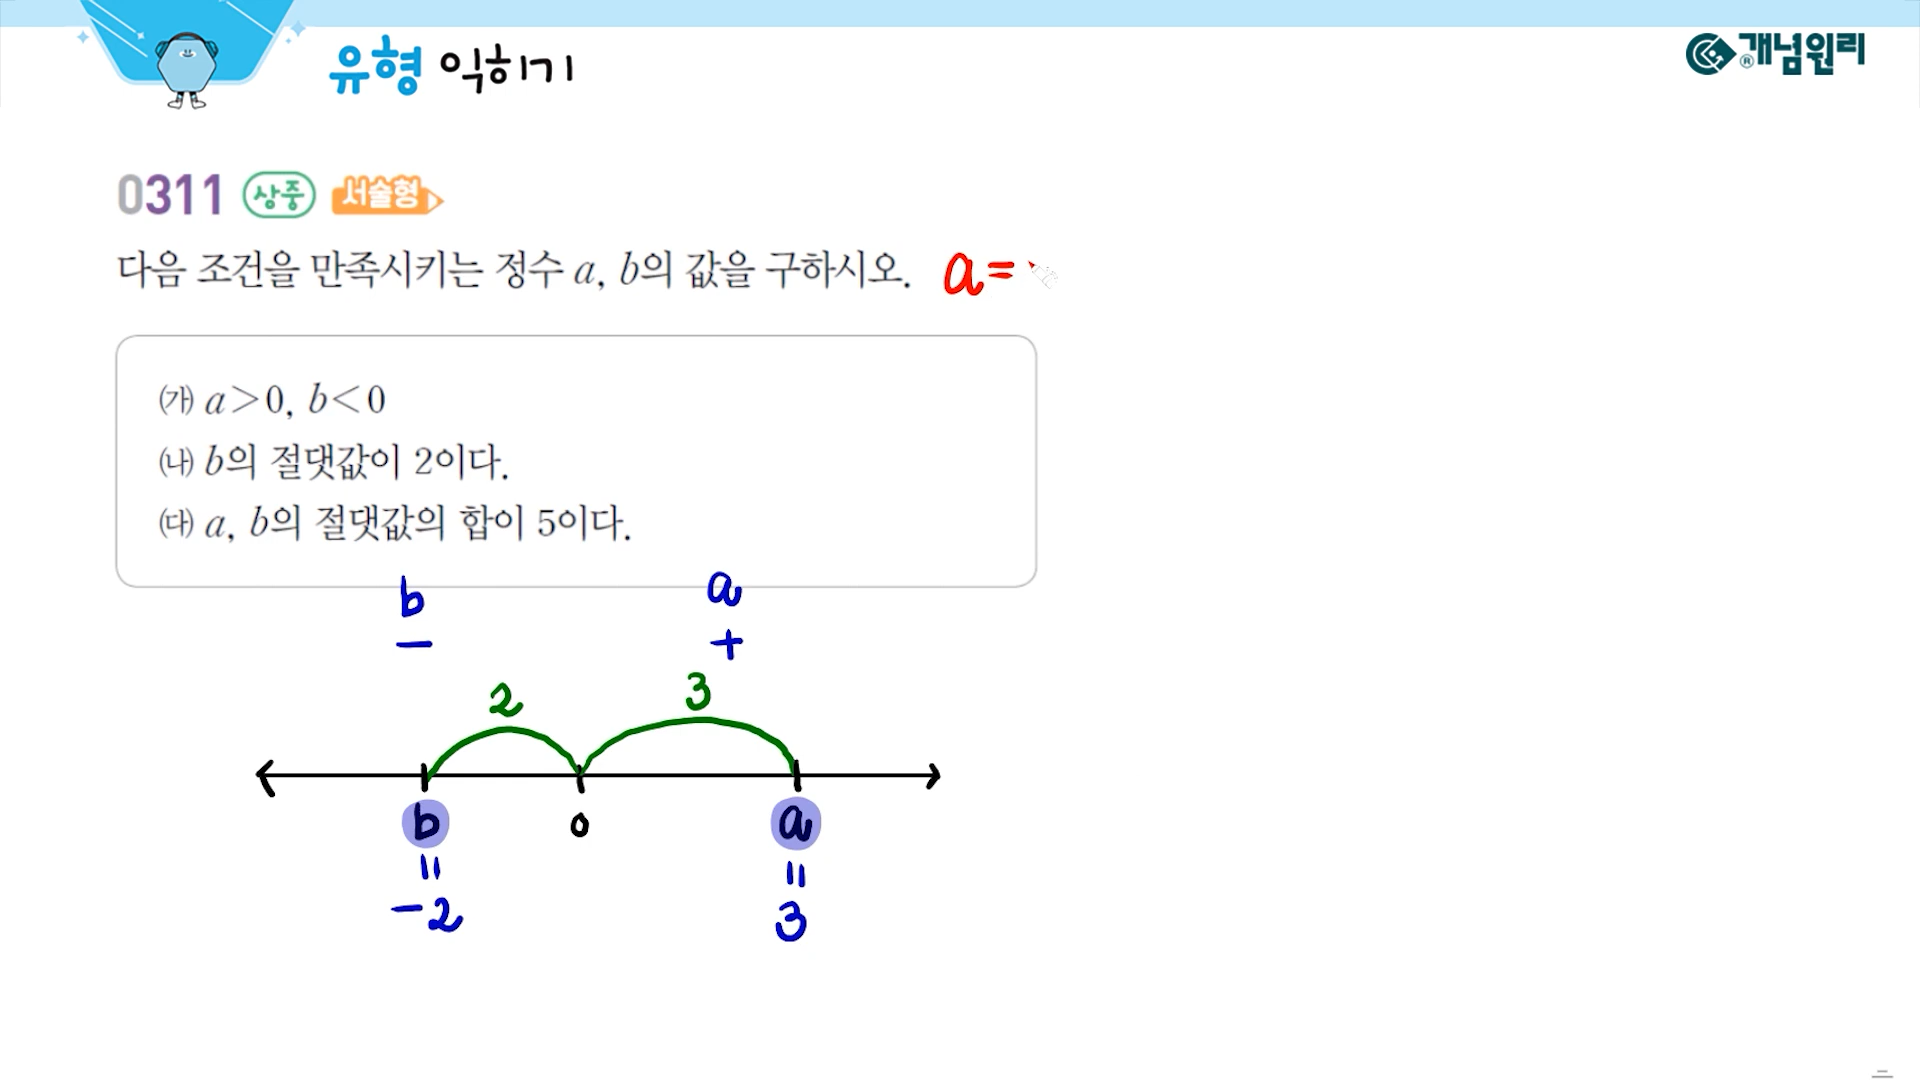 유형 익히기
개념원리
0311 상중 서술형
다음 조건을 만족시키는 정수 a, b의 값을 구하시오. a=
㈎ a>0, b<0
㈏ b의 절댓값이 2이다.
㈐ a, b의 절댓값의 합이 5이다.
b a
− +
2 3
b 0 a
= =
−2 3